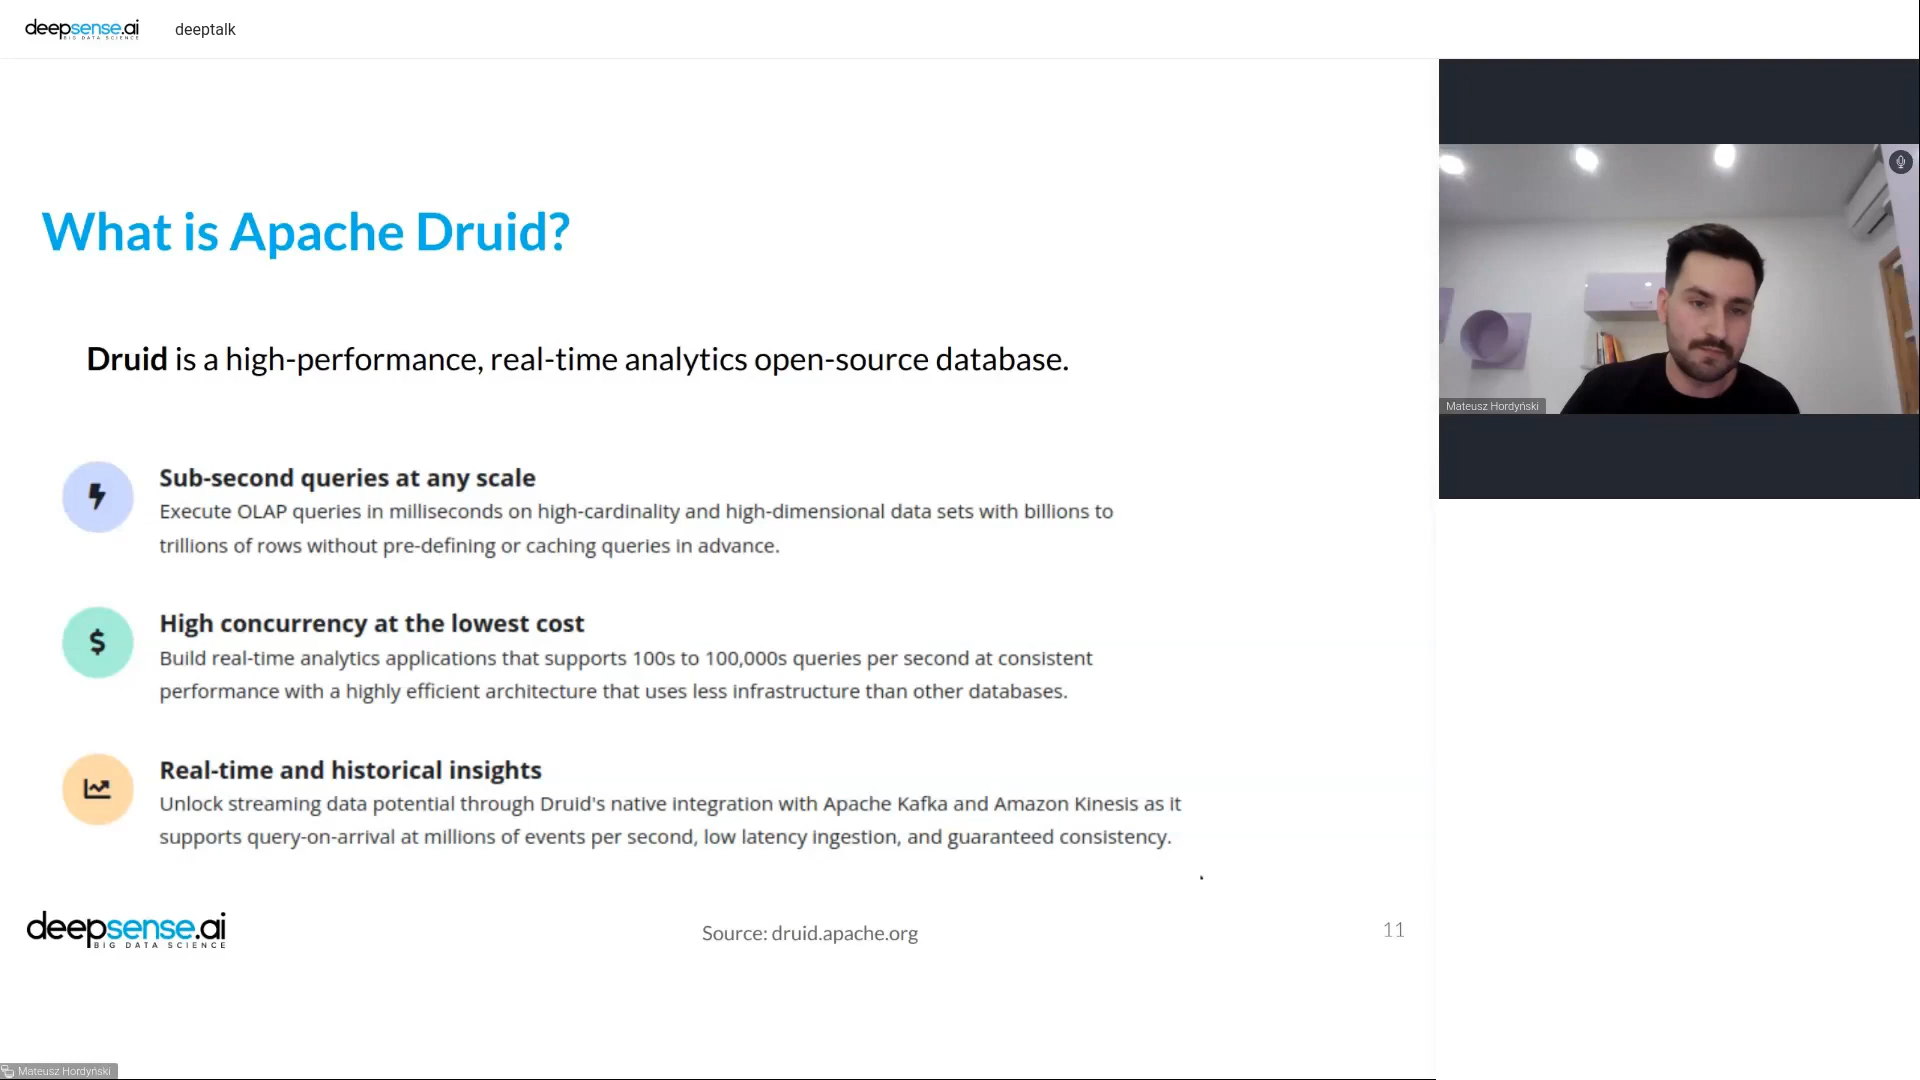 deepsense.ai
BIG DATA SCIENCE
deeptalk
What is Apache Druid?
Druid is a high-performance, real-time analytics open-source database.
Sub-second queries at any scale
Execute OLAP queries in milliseconds on high-cardinality and high-dimensional data sets with billions to
trillions of rows without pre-defining or caching queries in advance.
$
High concurrency at the lowest cost
Build real-time analytics applications that supports 100s to 100,000s queries per second at consistent
performance with a highly efficient architecture that uses less infrastructure than other databases.
Real-time and historical insights
Unlock streaming data potential through Druid's native integration with Apache Kafka and Amazon Kinesis as it
supports query-on-arrival at millions of events per second, low latency ingestion, and guaranteed consistency.
deepsense.ai
BIG DATA SCIENCE
Source: druid.apache.org
11
Mateusz Hordyński
Mateusz Hordyński